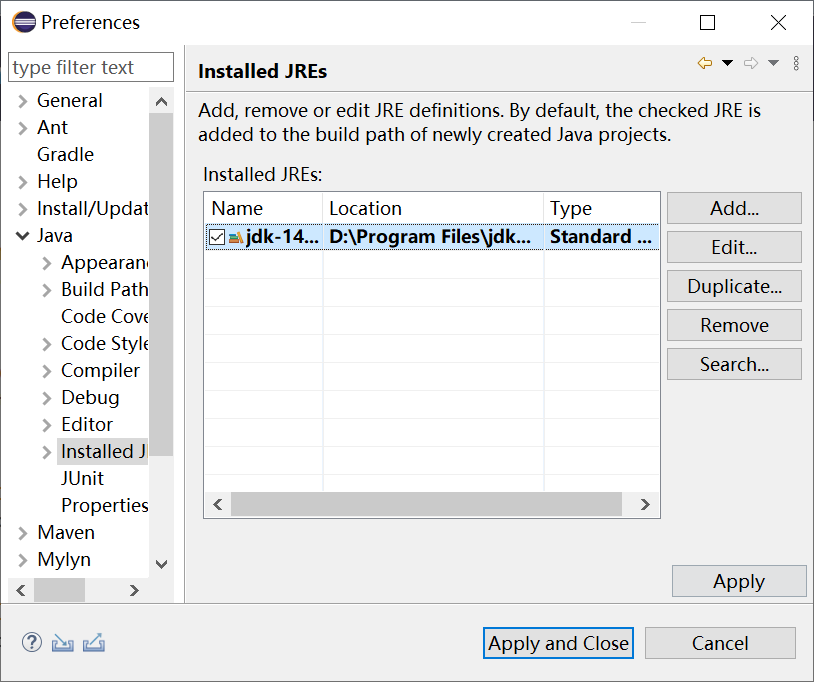 Preferences
type filter text
General
Ant
Gradle
Help
Install/Updat
Java
Appearan
Build Path
Code Cove
Code Style
Compiler
Debug
Editor
Installed J
JUnit
Properties
Maven
Mylyn
Installed JREs
Add, remove or edit JRE definitions. By default, the checked JRE is
added to the build path of newly created Java projects.
Installed JREs:
Name Location Type
jdk-14... D:\Program Files\jdk... Standard ...
Add...
Edit...
Duplicate...
Remove
Search...
Apply
Apply and Close Cancel